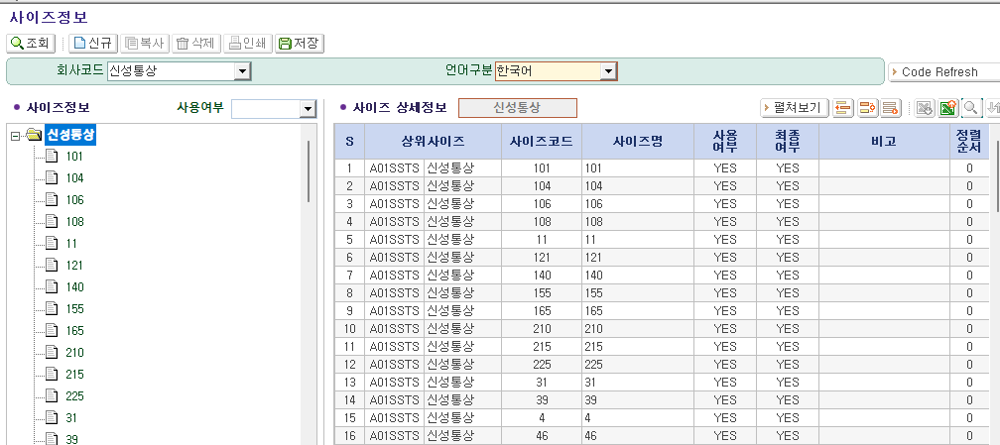 사이즈정보
조회 신규 복사 삭제 인쇄 저장
회사코드 신성통상 언어구분 한국어 Code Refresh
사이즈정보 사용여부
신성통상
101
104
106
108
11
121
140
155
165
210
215
225
31
39
사이즈 상세정보 신성통상 펼쳐보기
S 상위사이즈 사이즈코드 사이즈명 사용여부 최종여부 비고 정렬순서
1 A01SSTS 신성통상 101 101 YES YES 0
2 A01SSTS 신성통상 104 104 YES YES 0
3 A01SSTS 신성통상 106 106 YES YES 0
4 A01SSTS 신성통상 108 108 YES YES 0
5 A01SSTS 신성통상 11 11 YES YES 0
6 A01SSTS 신성통상 121 121 YES YES 0
7 A01SSTS 신성통상 140 140 YES YES 0
8 A01SSTS 신성통상 155 155 YES YES 0
9 A01SSTS 신성통상 165 165 YES YES 0
10 A01SSTS 신성통상 210 210 YES YES 0
11 A01SSTS 신성통상 215 215 YES YES 0
12 A01SSTS 신성통상 225 225 YES YES 0
13 A01SSTS 신성통상 31 31 YES YES 0
14 A01SSTS 신성통상 39 39 YES YES 0
15 A01SSTS 신성통상 4 4 YES YES 0
16 A01SSTS 신성통상 46 46 YES YES 0